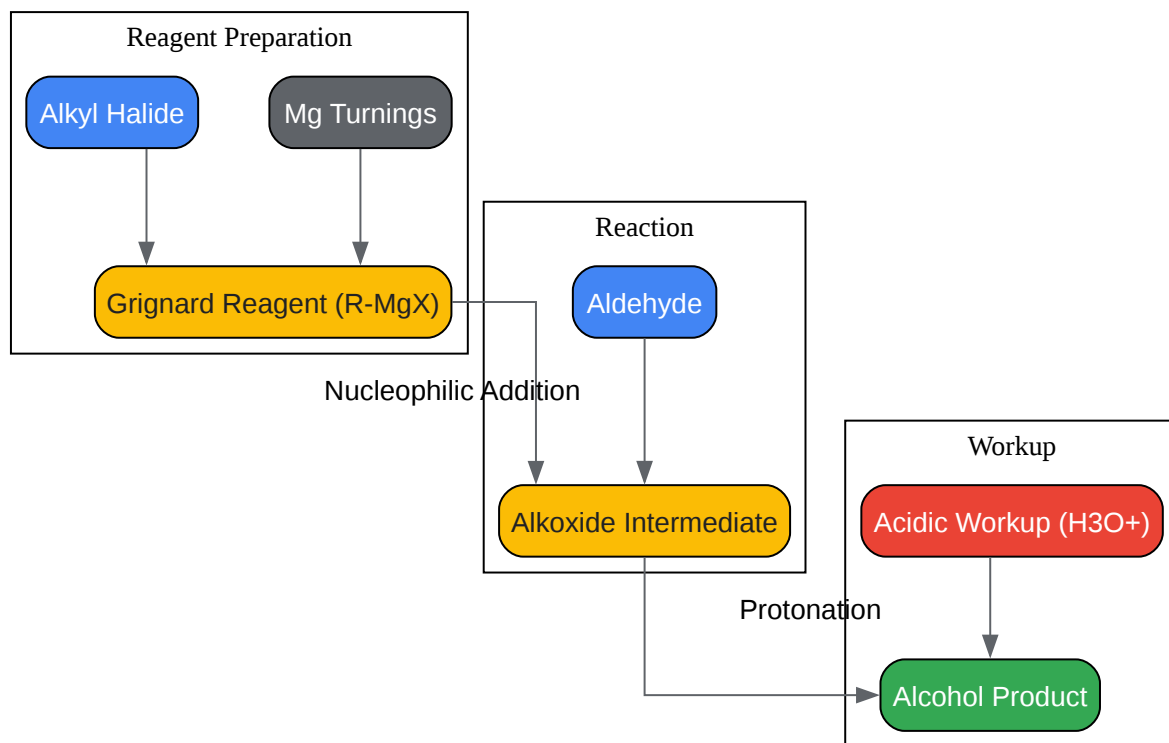 Reagent Preparation
Alkyl Halide
Mg Turnings
Grignard Reagent (R-MgX)
Reaction
Aldehyde
Nucleophilic Addition
Alkoxide Intermediate
Workup
Acidic Workup (H3O+)
Protonation
Alcohol Product